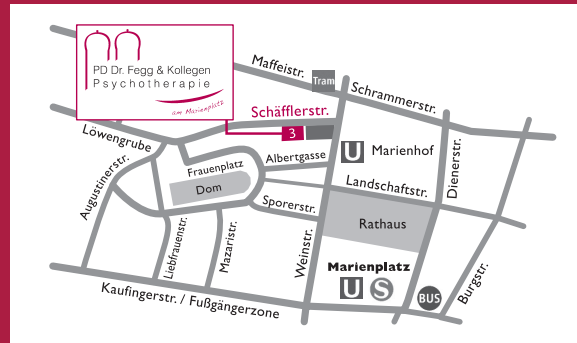 PD Dr. Fegg & Kollegen
Psychotherapie
am Marienplatz
Maffeistr.
Tram
Schrammerstr.
Schäfflerstr.
3
Löwengrube
Augustinerstr.
Frauenplatz
Dom
Albertgasse
U
Marienhof
Dienerstr.
Landschaftstr.
Sporerstr.
Rathaus
Liebfrauenstr.
Mazaristr.
Weinstr.
Marienplatz
U S
BUS
Burgstr.
Kaufingerstr. / Fußgängerzone